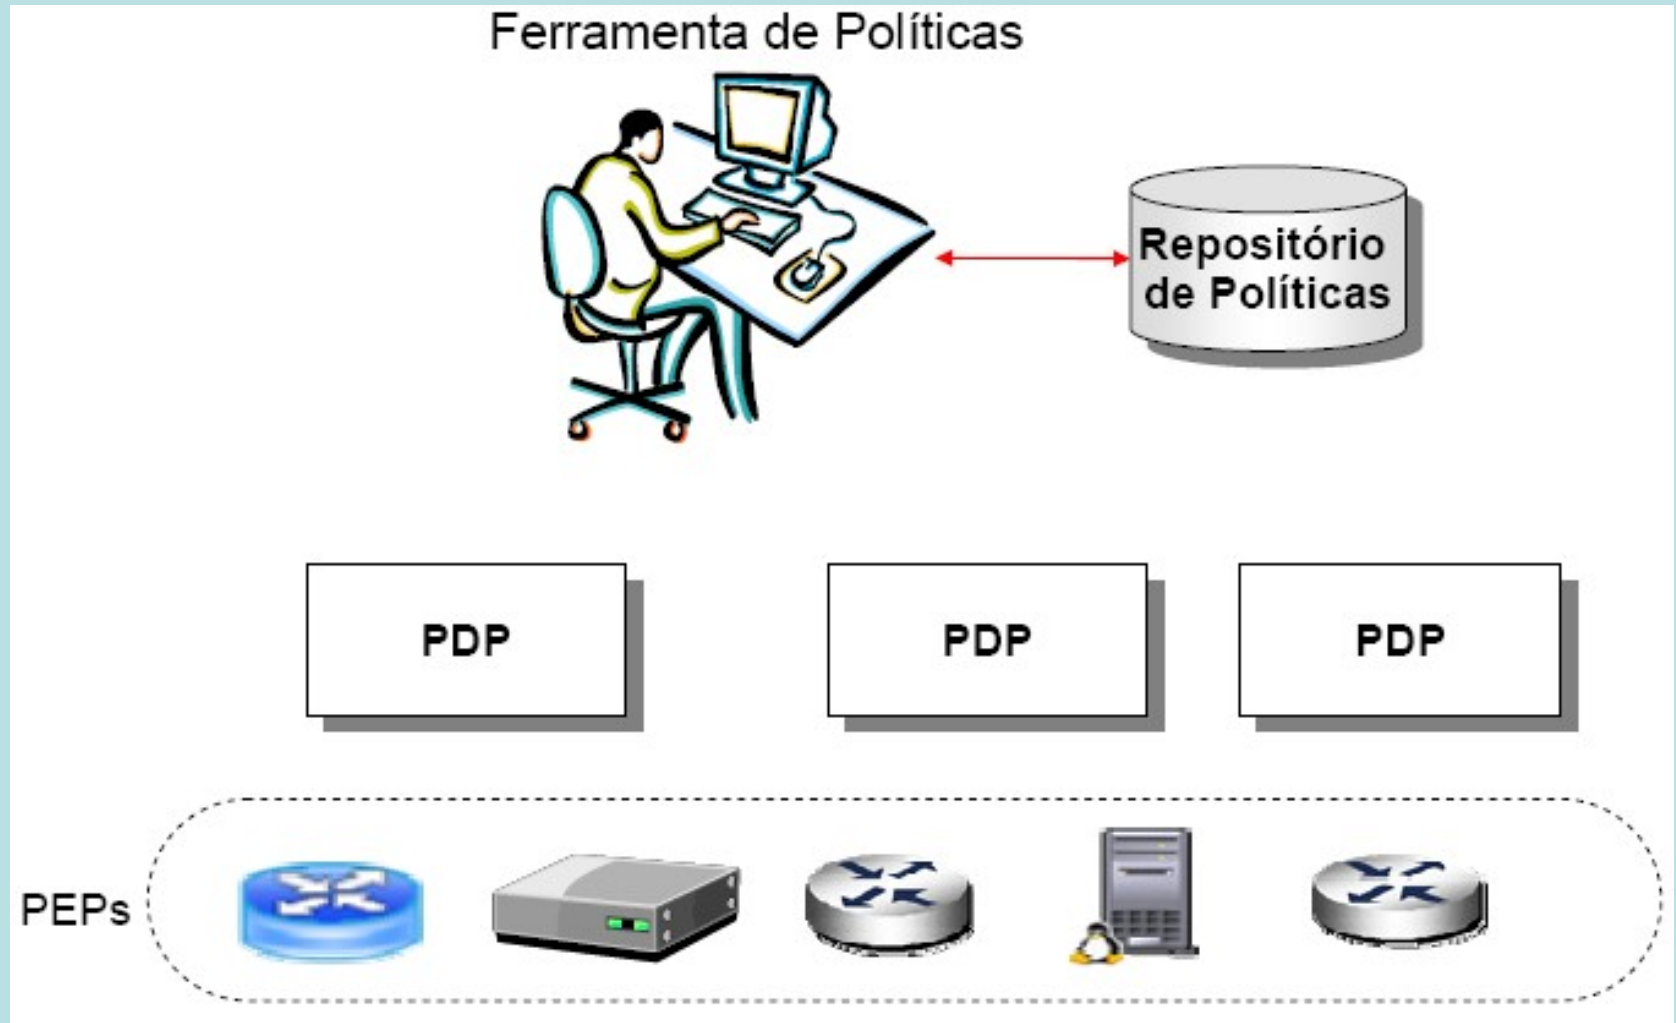 Ferramenta de Políticas
Repositório
de Políticas
PDP
PDP
PDP
PEPs